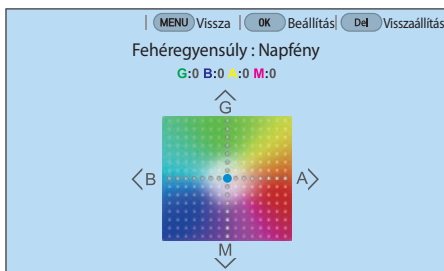 MENU Vissza | OK Beállítás | Del Visszaállítás
Fehéregyensúly : Napfény
G:0 B:0 A:0 M:0
G
B A
M